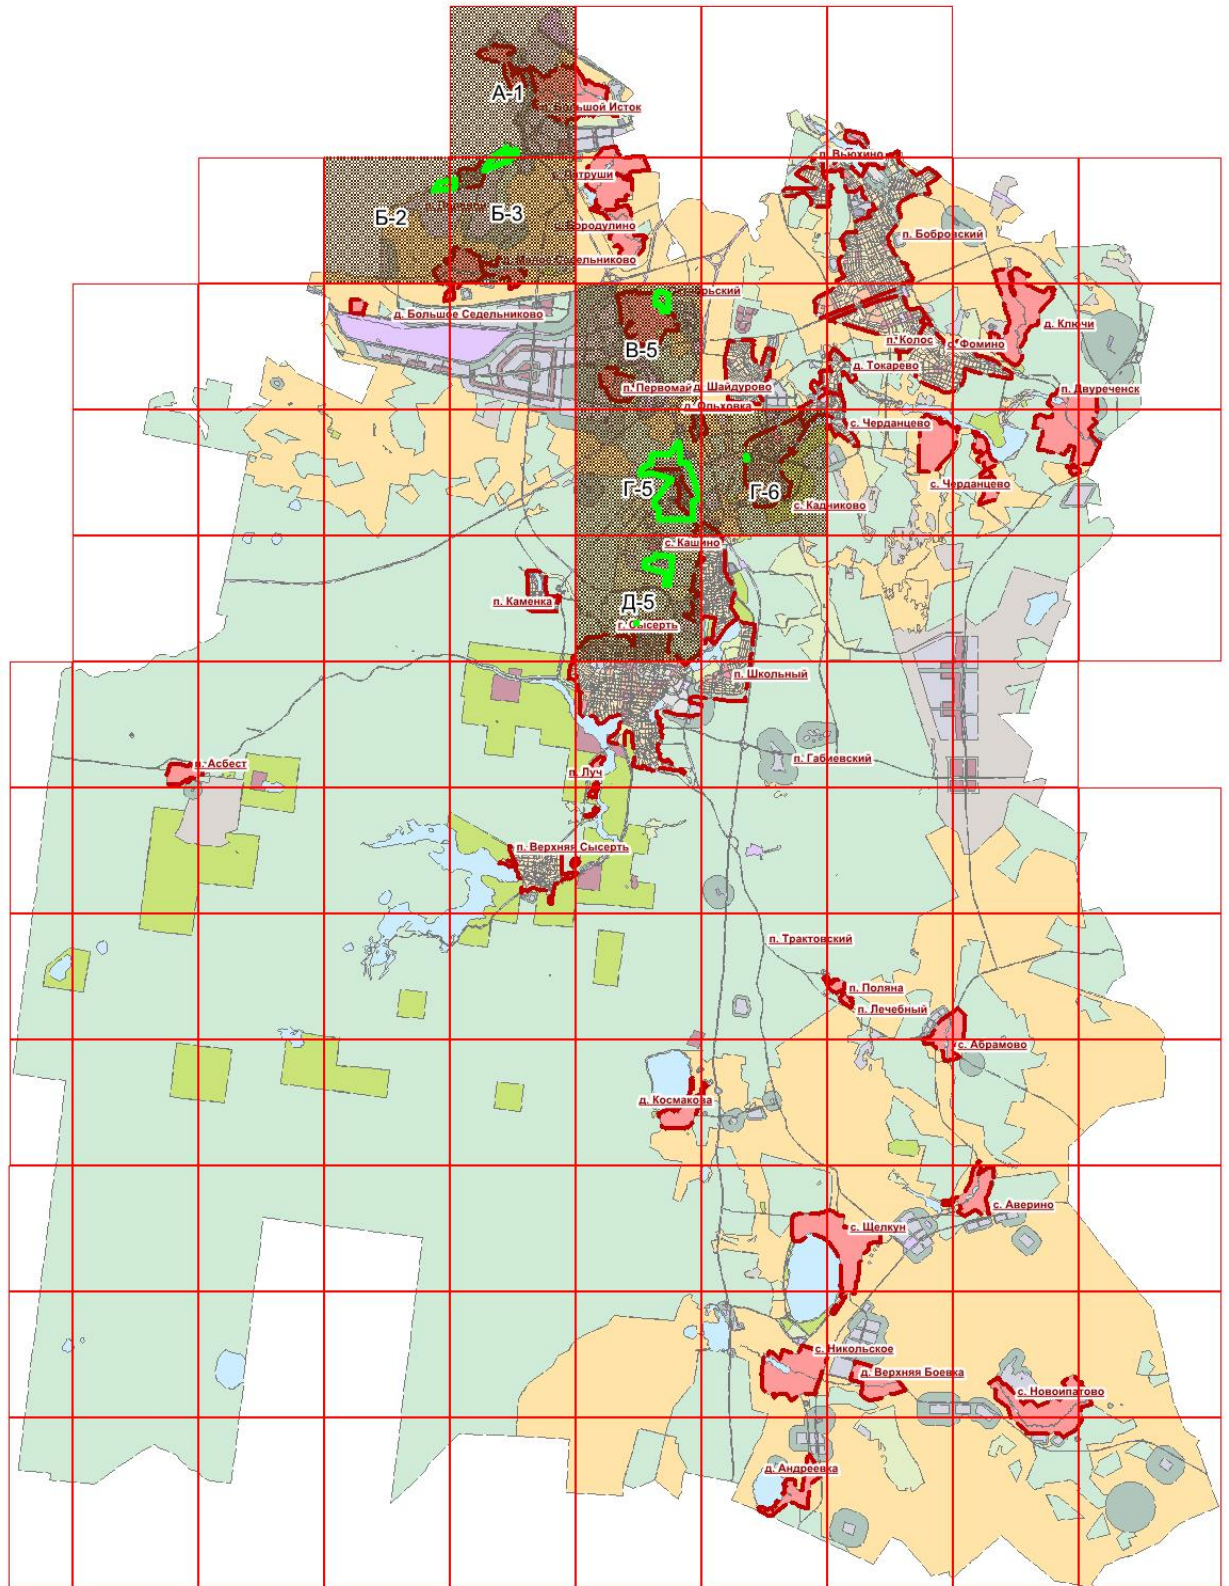 А-1
п. Большой Исток
п. Вьюхино
с. Патруши
Б-2
Б-3
с. Бородулино
п. Бобровский
д. Малое Седельниково
д. Большое Седельниково
д. Ключи
В-5
п. Колос
с. Фомино
д. Токарево
п. Первомай
д. Шайдурово
п. Двуреченск
д. Ольховка
с. Черданцево
Г-5
Г-6
с. Черданцево
с. Кадниково
с. Кашино
п. Каменка
Д-5
г. Сысерть
п. Школьный
п. Габиевский
п. Асбест
п. Луч
п. Верхняя Сысерть
п. Трактовский
п. Поляна
п. Лечебный
с. Абрамово
д. Космакова
с. Аверино
с. Щелкун
с. Никольское
д. Верхняя Боевка
с. Новоипатово
д. Андреевка